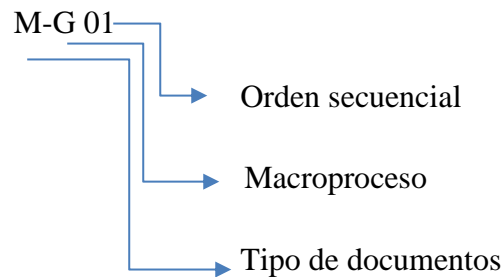 M-G 01
Orden secuencial
Macroproceso
Tipo de documentos